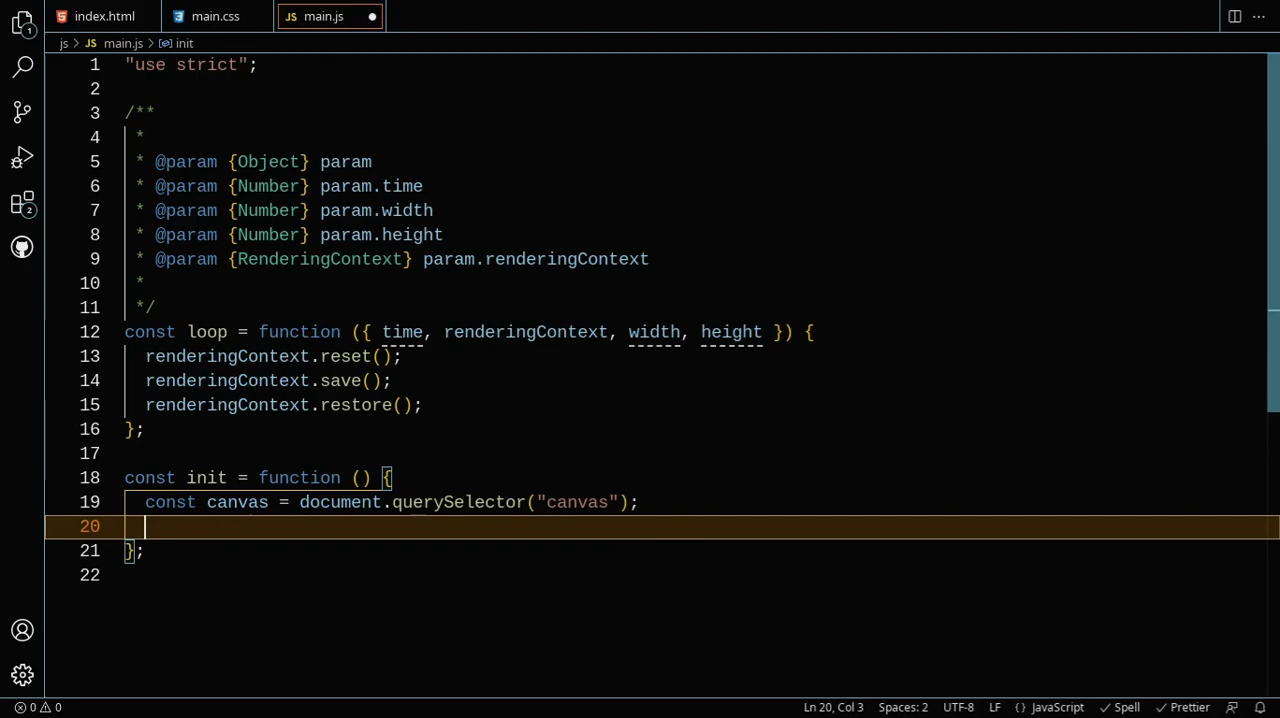 index.html
main.css
JS main.js
js > JS main.js > init
1 "use strict";
2
3 /**
4 *
5 * @param {Object} param
6 * @param {Number} param.time
7 * @param {Number} param.width
8 * @param {Number} param.height
9 * @param {RenderingContext} param.renderingContext
10 *
11 */
12 const loop = function ({ time, renderingContext, width, height }) {
13 renderingContext.reset();
14 renderingContext.save();
15 renderingContext.restore();
16 };
17
18 const init = function () {
19 const canvas = document.querySelector("canvas");
20
21 };
22
1
2
0 0
Ln 20, Col 3
Spaces: 2
UTF-8
LF
{} JavaScript
Spell
Prettier